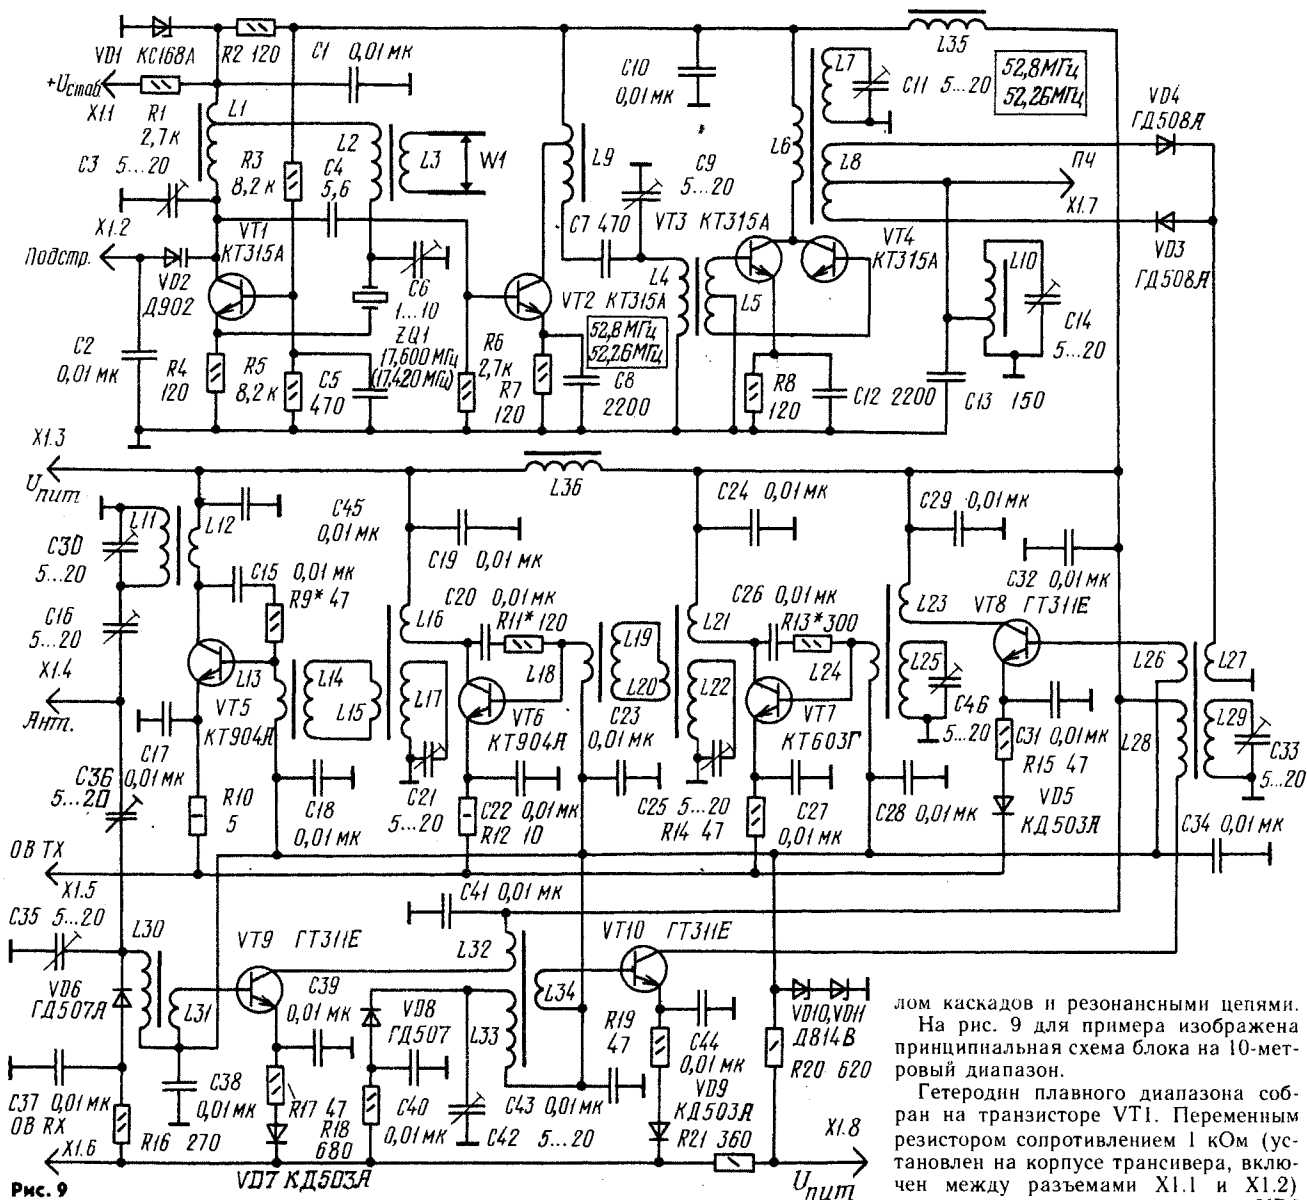 VD1 КС168А
R2 120
C1 0,01 мк
+Uстаб
X1.1
R1
2,7к
C3 5...20
X1.2
Подстр.
L1
L2
L3
W1
R3
8,2 к
C4
5,6
VT1
КТ315А
VD2
Д902
C2
0,01 мк
R4
120
R5
8,2 к
C5
470
C6
1...10
ZQ1
17,600 МГц
(17,420 МГц)
R6
2,7к
R7
120
L9
C7 470
C10
0,01 мк
C9
5...20
VT2 КТ315А
52,8 МГц
52,26 МГц
C8
2200
VT3 КТ315А
L4
L5
L6
L7
L8
C11 5...20
L35
52,8 МГц
52,26 МГц
VT4
КТ315А
R8
120
C12 2200
C13 150
L10
C14
5...20
VD4
ГД508А
ПЧ
X1.7
VD3
ГД508А
X1.3
Uпит
L36
L11
L12
C30
5...20
C16
5...20
X1.4
Ант.
C45
0,01 мк
C15 0,01 мк
R9* 47
L13
VT5
КТ904А
C17
0,01 мк
C36
5...20
R10
5
L14
L15
C18
0,01 мк
C19 0,01 мк
L16
L17
C20 0,01 мк
R11* 120
L18
VT6
КТ904А
C21
5...20
C22 0,01 мк
R12 10
L19
L20
C23
0,01 мк
C24 0,01 мк
L21
L22
C25 5...20
R14 47
C26 0,01 мк
R13* 300
L24
VT7
КТ603Г
C27
0,01 мк
C28 0,01 мк
C29 0,01 мк
L23
L25
C46
5...20
C32 0,01 мк
VT8 ГТ311Е
C31 0,01 мк
R15 47
VD5
КД503А
L26
L27
L28
L29
C33
5...20
C34 0,01 мк
ОВ TX
X1.5
C35 5...20
L30
VD6
ГД507А
L31
C37 0,01 мк
ОВ RX
X1.6
R16 270
C38
0,01 мк
VT9 ГТ311Е
C39
0,01 мк
R17 47
VD7 КД503А
R18
680
C41 0,01 мк
L32
VD8
ГД507
L33
L34
C40
0,01 мк
C42 5...20
C43 0,01 мк
VT10 ГТ311Е
R19
47
C44
0,01 мк
VD9
КД503А
R21 360
VD10, VD11
Д814В
R20 620
X1.8
Uпит
Рис. 9
лом каскадов и резонансными цепями.
На рис. 9 для примера изображена
принципиальная схема блока на 10-мет-
ровый диапазон.
Гетеродин плавного диапазона соб-
ран на транзисторе VT1. Переменным
резистором сопротивлением 1 кОм (ус-
тановлен на корпусе трансивера, вклю-
чен между разъемами X1.1 и X1.2)